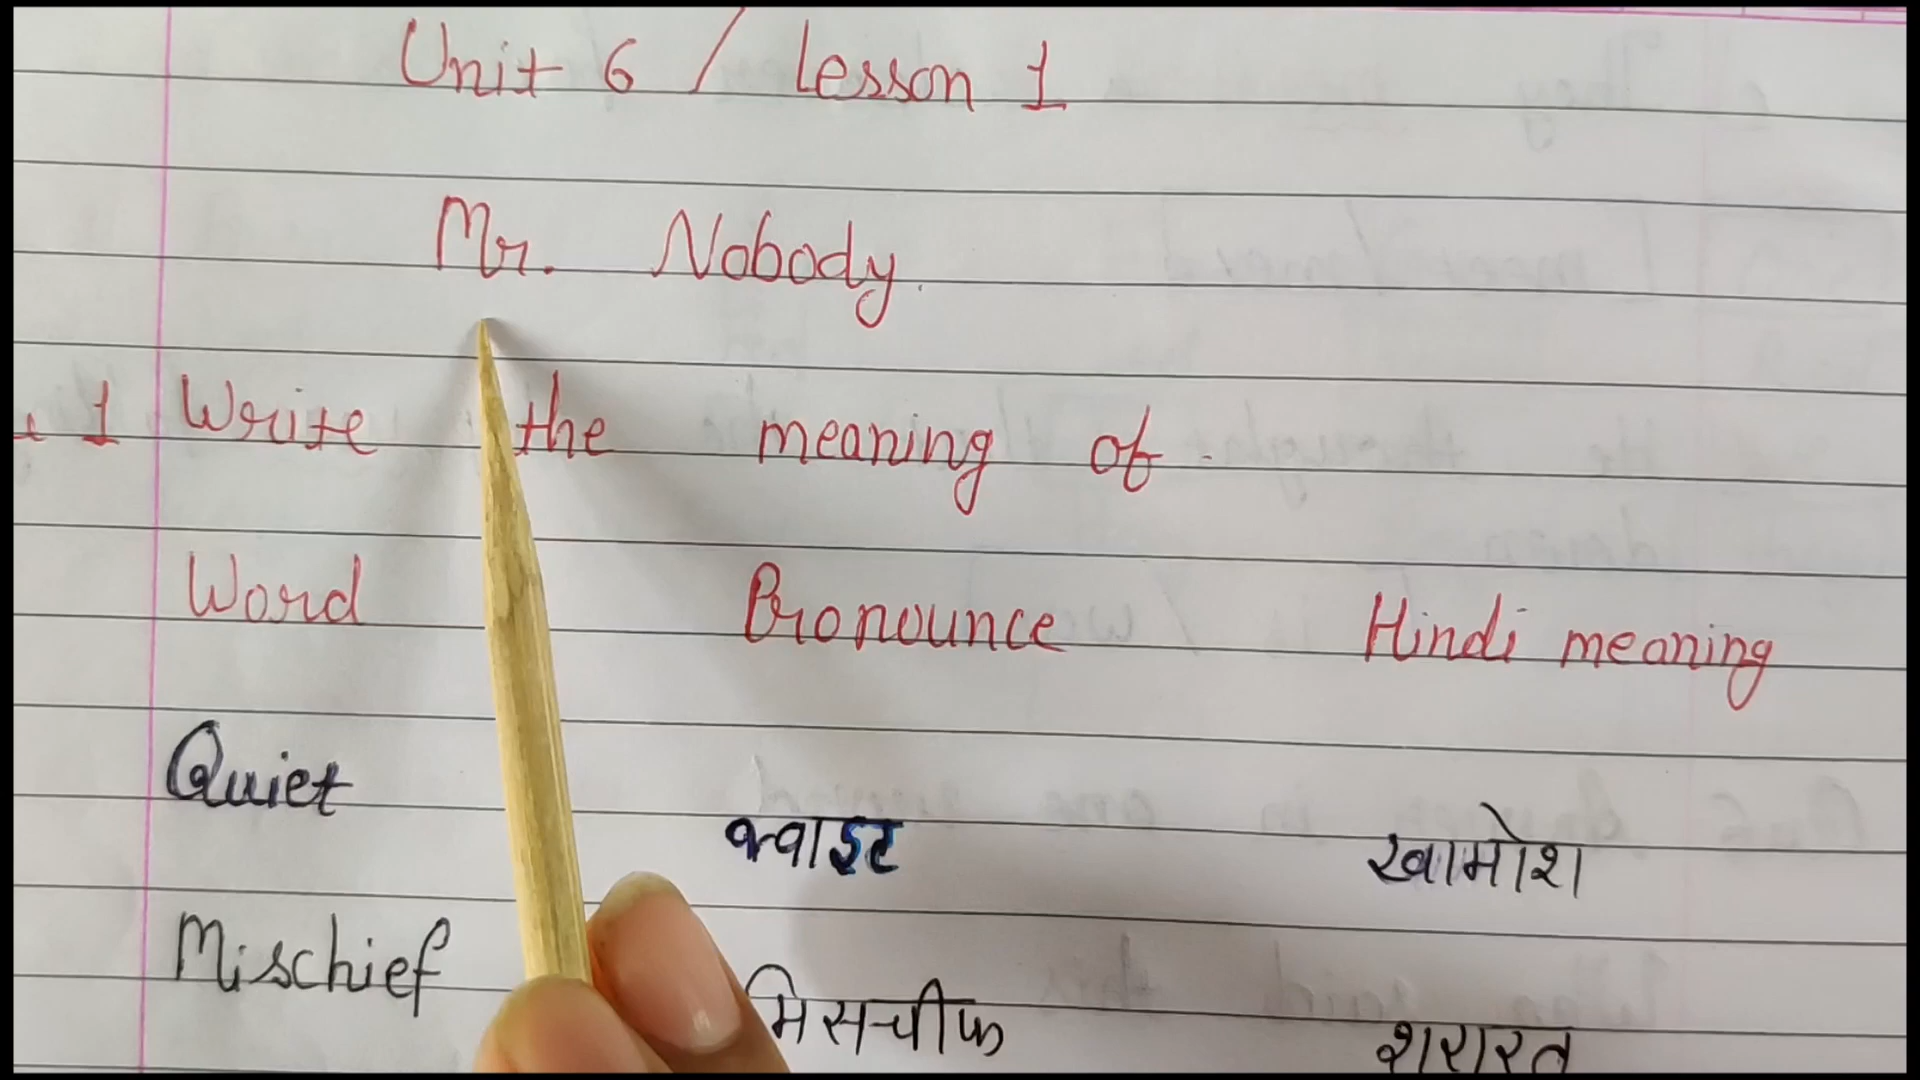 Unit 6 / Lesson 1
Mr. Nobody.
1 Write the meaning of.
Word Pronounce Hindi meaning
Quiet क्वाइट खामोश
Mischief मिसचीफ शरारत